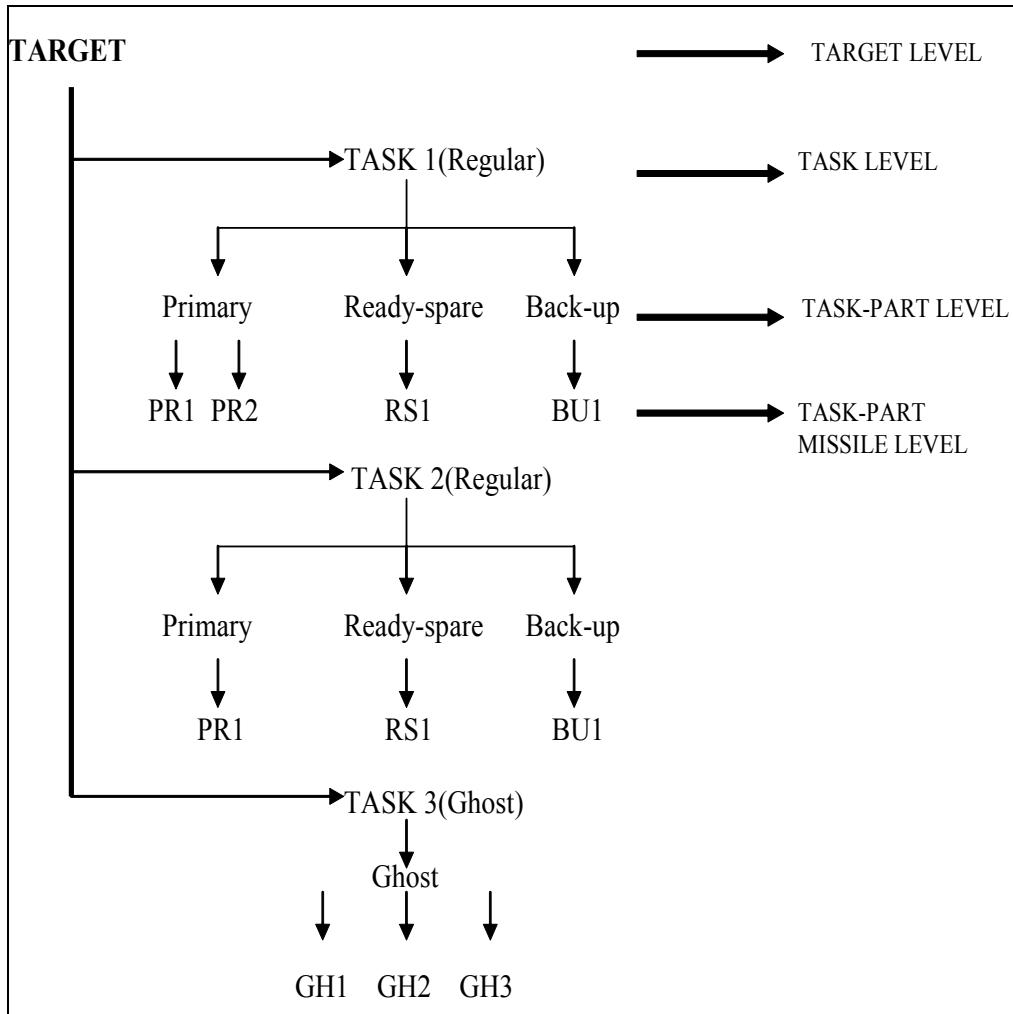 TARGET
TARGET LEVEL
TASK 1(Regular)
TASK LEVEL
Primary
Ready-spare
Back-up
TASK-PART LEVEL
PR1
PR2
RS1
BU1
TASK-PART
MISSILE LEVEL
TASK 2(Regular)
Primary
Ready-spare
Back-up
PR1
RS1
BU1
TASK 3(Ghost)
Ghost
GH1
GH2
GH3